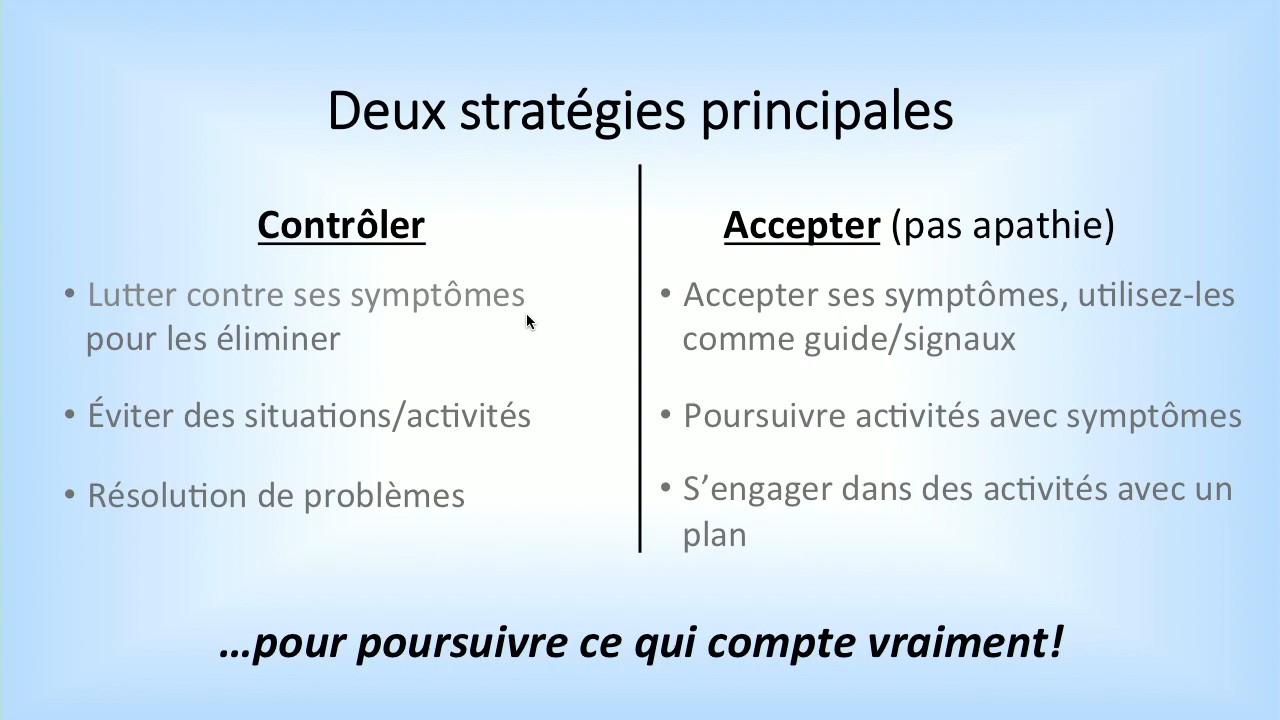 Deux stratégies principales
Contrôler
• Lutter contre ses symptômes
pour les éliminer
• Éviter des situations/activités
• Résolution de problèmes
Accepter (pas apathie)
• Accepter ses symptômes, utilisez-les
comme guide/signaux
• Poursuivre activités avec symptômes
• S’engager dans des activités avec un
plan
…pour poursuivre ce qui compte vraiment!